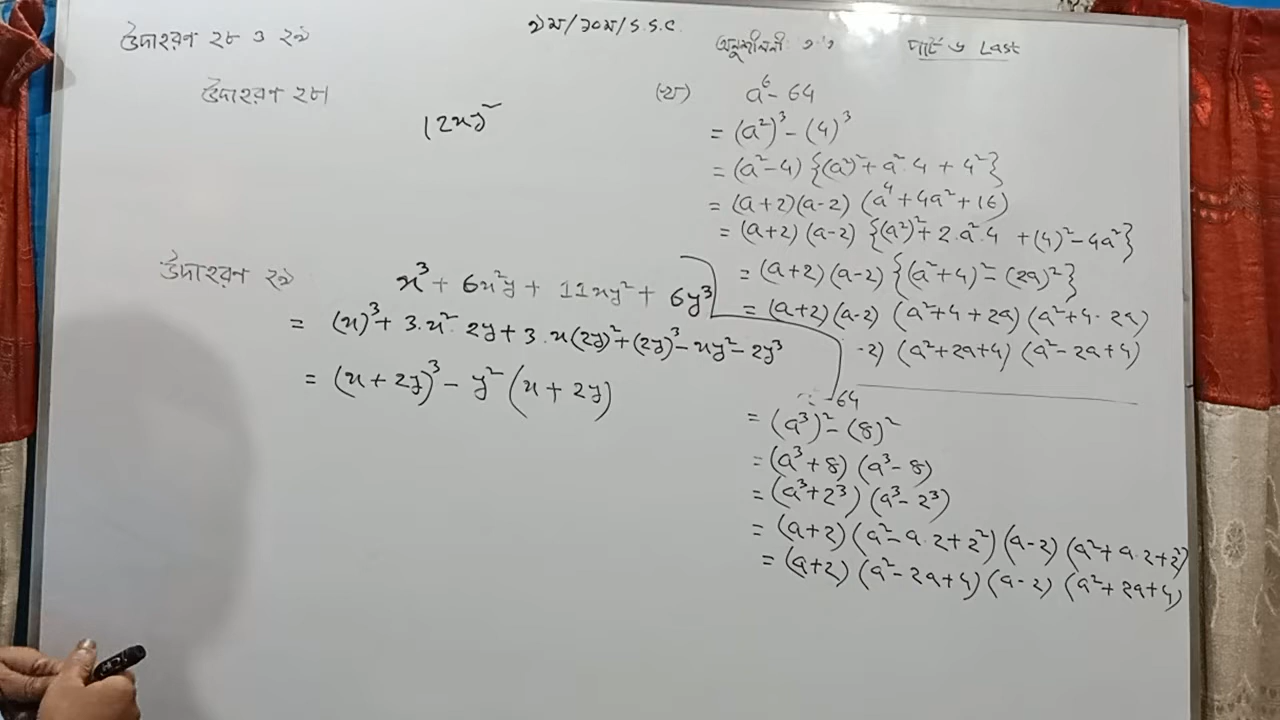 উদাহরণ ২৮ ও ২৯
৯ম/১০ম/S.S.C.
অনুশীলনী ৩.৩ পার্ট ৬ Last
উদাহরণ ২৮।
12xy²
উদাহরণ ২৯
x³ + 6x²y + 11xy² + 6y³
= (x)³ + 3.x².2y + 3.x(2y)² + (2y)³ - xy² - 2y³
= (x + 2y)³ - y² (x + 2y)
(খ) a⁶ - 64
= (a²)³ - (4)³
= (a² - 4) {(a²)² + a².4 + 4²}
= (a+2)(a-2) (a⁴ + 4a² + 16)
= (a+2) (a-2) {(a²)² + 2.a².4 + (4)² - 4a²}
= (a+2) (a-2) {(a²+4)² - (2a)²}
= (a+2) (a-2) (a²+4+2a) (a²+4-2a)
-2) (a²+2a+4) (a²-2a+4)
-64
= (a³)² - (8)²
= (a³+8) (a³-8)
= (a³+2³) (a³-2³)
= (a+2) (a²-a.2+2²) (a-2) (a²+a.2+2²)
= (a+2) (a²-2a+4) (a-2) (a²+2a+4)